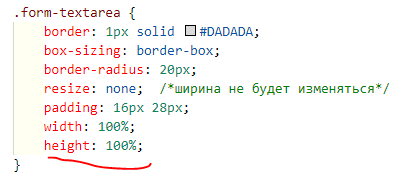 .form-textarea {
border: 1px solid #DADADA;
box-sizing: border-box;
border-radius: 20px;
resize: none; /*ширина не будет изменяться*/
padding: 16px 28px;
width: 100%;
height: 100%;
}